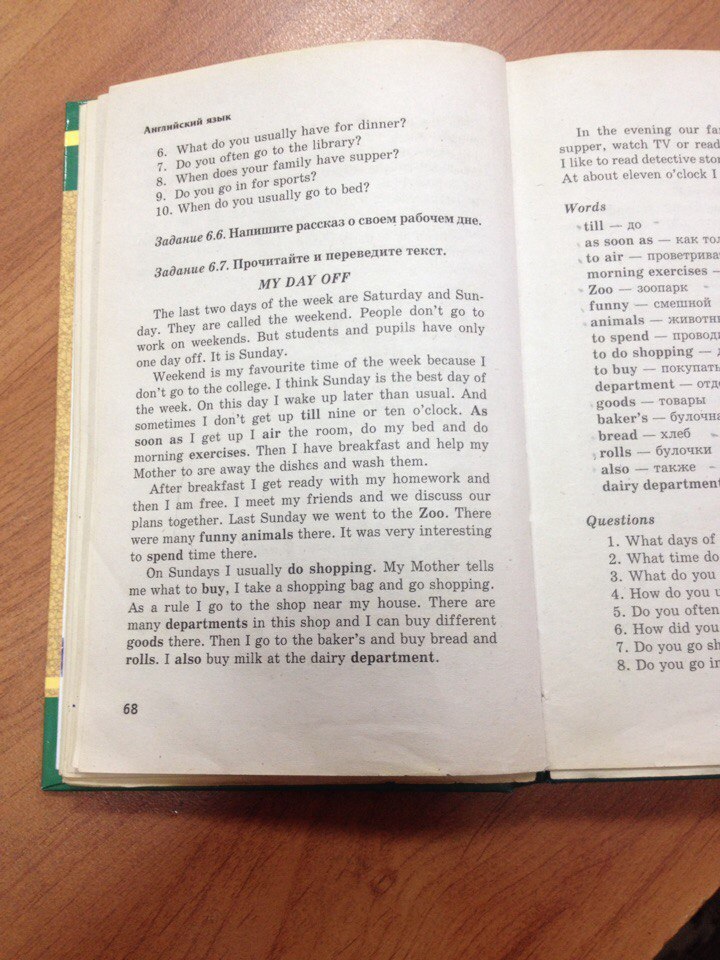 Английский язык
6. What do you usually have for dinner?
7. Do you often go to the library?
8. When does your family have supper?
9. Do you go in for sports?
10. When do you usually go to bed?
Задание 6.6. Напишите рассказ о своем рабочем дне.
Задание 6.7. Прочитайте и переведите текст.
MY DAY OFF
The last two days of the week are Saturday and Sun-
day. They are called the weekend. People don't go to
work on weekends. But students and pupils have only
one day off. It is Sunday.
Weekend is my favourite time of the week because I
don't go to the college. I think Sunday is the best day of
the week. On this day I wake up later than usual. And
sometimes I don't get up till nine or ten o'clock. As
soon as I get up I air the room, do my bed and do
morning exercises. Then I have breakfast and help my
Mother to are away the dishes and wash them.
After breakfast I get ready with my homework and
then I am free. I meet my friends and we discuss our
plans together. Last Sunday we went to the Zoo. There
were many funny animals there. It was very interesting
to spend time there.
On Sundays I usually do shopping. My Mother tells
me what to buy, I take a shopping bag and go shopping.
As a rule I go to the shop near my house. There are
many departments in this shop and I can buy different
goods there. Then I go to the baker's and buy bread and
rolls. I also buy milk at the dairy department.
68
In the evening our fa
supper, watch TV or read
I like to read detective stor
At about eleven o'clock I
Words
till — до
as soon as — как тол
to air — проветрива
morning exercises —
Zoo — зоопарк
funny — смешной
animals — животн
to spend — провод
to do shopping —
to buy — покупать
department — отд
goods — товары
baker's — булочна
bread — хлеб
rolls — булочки
also — также
dairy department
Questions
1. What days of
2. What time do
3. What do you
4. How do you u
5. Do you often
6. How did you
7. Do you go sh
8. Do you go in